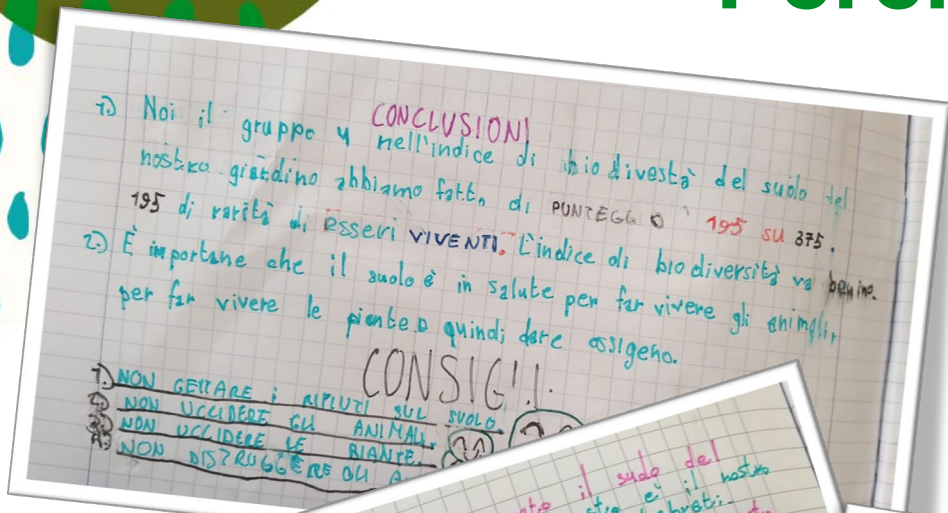 CONCLUSIONI
1) Noi il gruppo 4 nell'indice di bio divestà del suolo del
nostro giardino abbiamo fatto di PUNTEGGO 195 su 375.
195 di rarità di esseri VIVENTI. L'indice di biodiversità va benino.
2) È importane che il suolo è in salute per far vivere gli animali,
per far vivere le piante e quindi dare ossigeno.
CONSIGLI:
1) NON GETTARE i RIFIUTI SUL SUOLO.
2) NON UCCIDERE GLI ANIMALI.
3) NON UCCIDERE LE PIANTE.
4) NON DISTRUGGERE GLI A
il suolo del
è il nostro